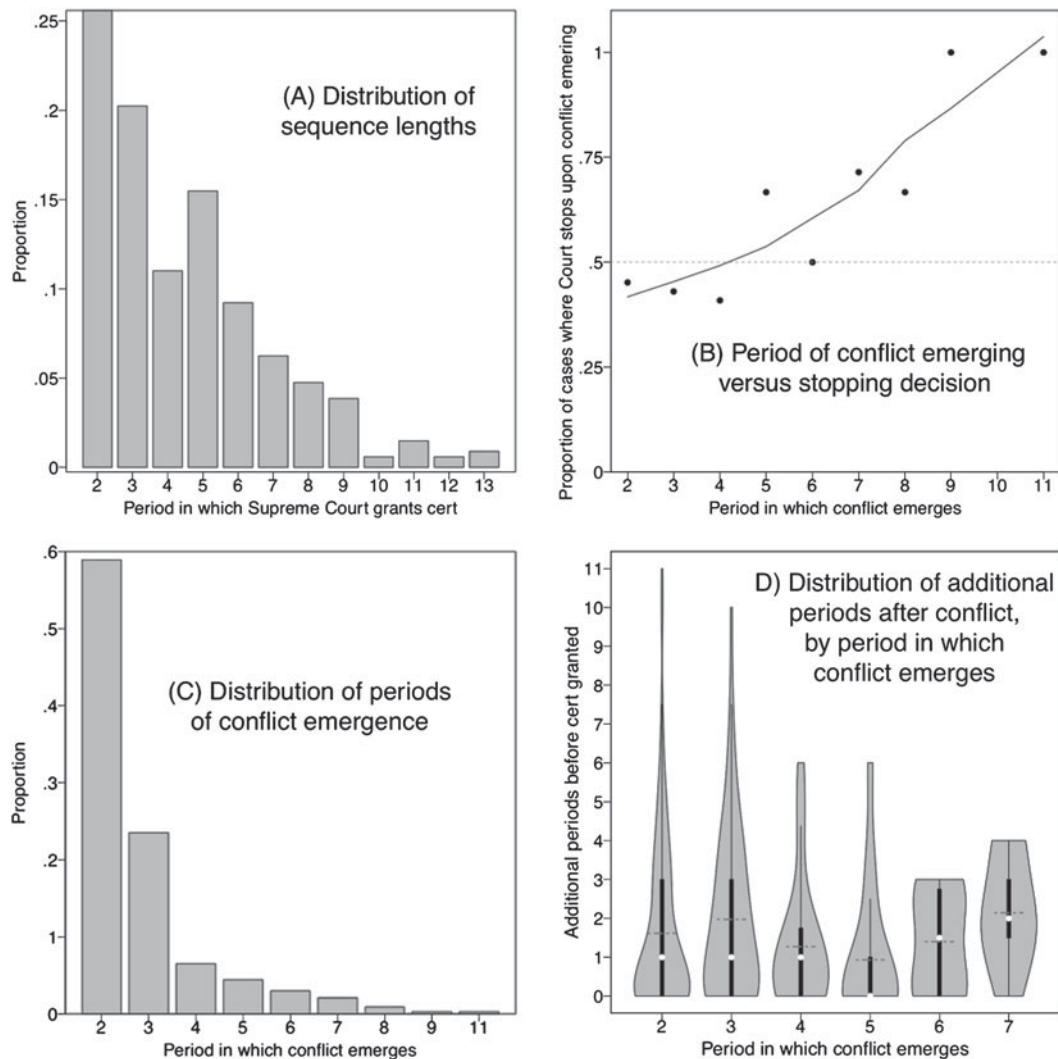 .25
.2
.15
.1
.05
0
Proportion
(A) Distribution of
sequence lengths
2 3 4 5 6 7 8 9 10 11 12 13
Period in which Supreme Court grants cert
1
.75
.5
.25
0
Proportion of cases where Court stops upon conflict emering
(B) Period of conflict emerging
versus stopping decision
2 3 4 5 6 7 8 9 10 11
Period in which conflict emerges
.6
.5
.4
.3
.2
.1
0
Proportion
(C) Distribution of periods
of conflict emergence
2 3 4 5 6 7 8 9 11
Period in which conflict emerges
11
10
9
8
7
6
5
4
3
2
1
0
Additional periods before cert granted
D) Distribution of additional
periods after conflict,
by period in which
conflict emerges
2 3 4 5 6 7
Period in which conflict emerges